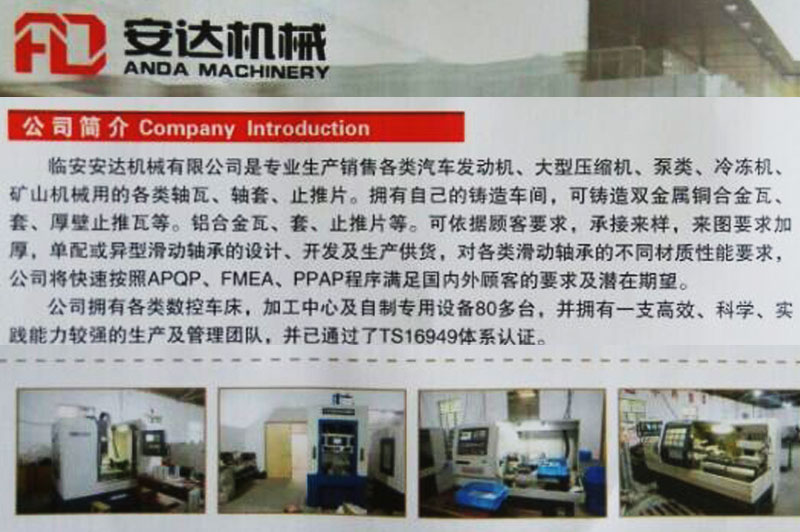 安达机械
ANDA MACHINERY
公司简介 Company Introduction
临安安达机械有限公司是专业生产销售各类汽车发动机、大型压缩机、泵类、冷冻机、
矿山机械用的各类轴瓦、轴套、止推片。拥有自己的铸造车间，可铸造双金属铜合金瓦、
套、厚壁止推瓦等。铝合金瓦、套、止推片等。可依据顾客要求，承接来样，来图要求加
厚，单配或异型滑动轴承的设计、开发及生产供货，对各类滑动轴承的不同材质性能要求，
公司将快速按照APQP、FMEA、PPAP程序满足国内外顾客的要求及潜在期望。
公司拥有各类数控车床，加工中心及自制专用设备80多台，并拥有一支高效、科学、实
践能力较强的生产及管理团队，并已通过了TS16949体系认证。